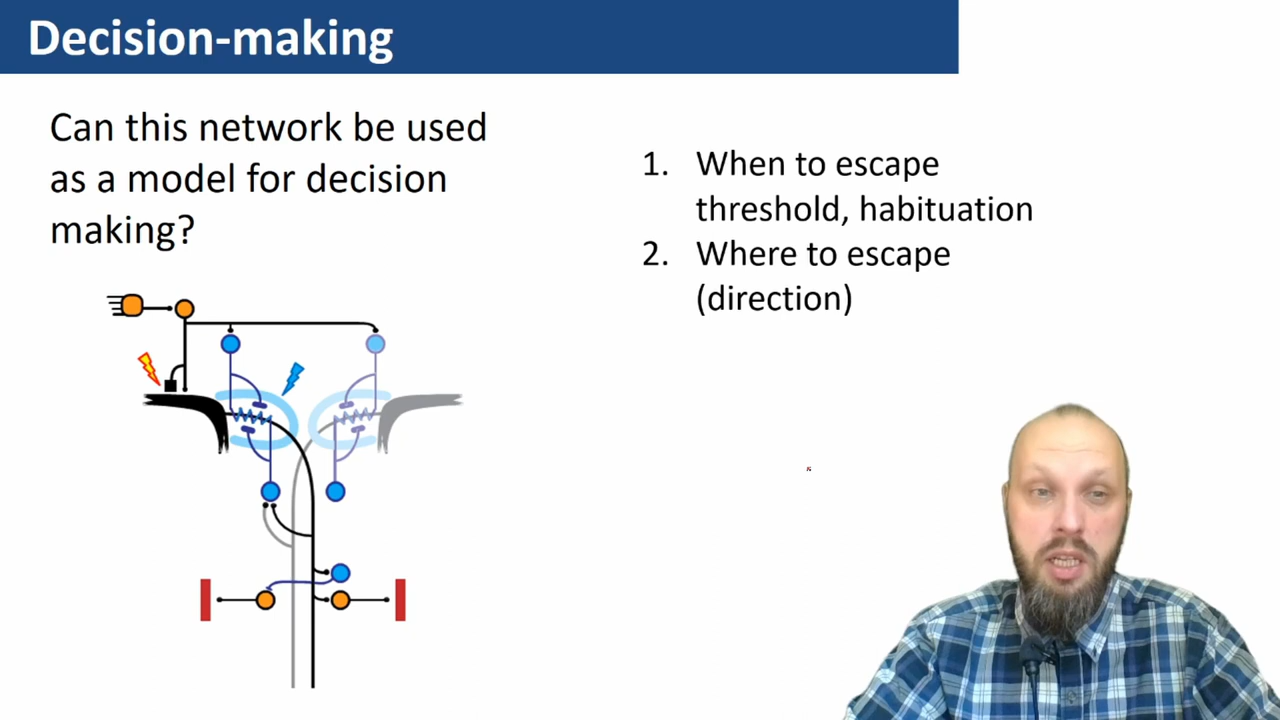 Decision-making
Can this network be used
as a model for decision
making?
1. When to escape
threshold, habituation
2. Where to escape
(direction)